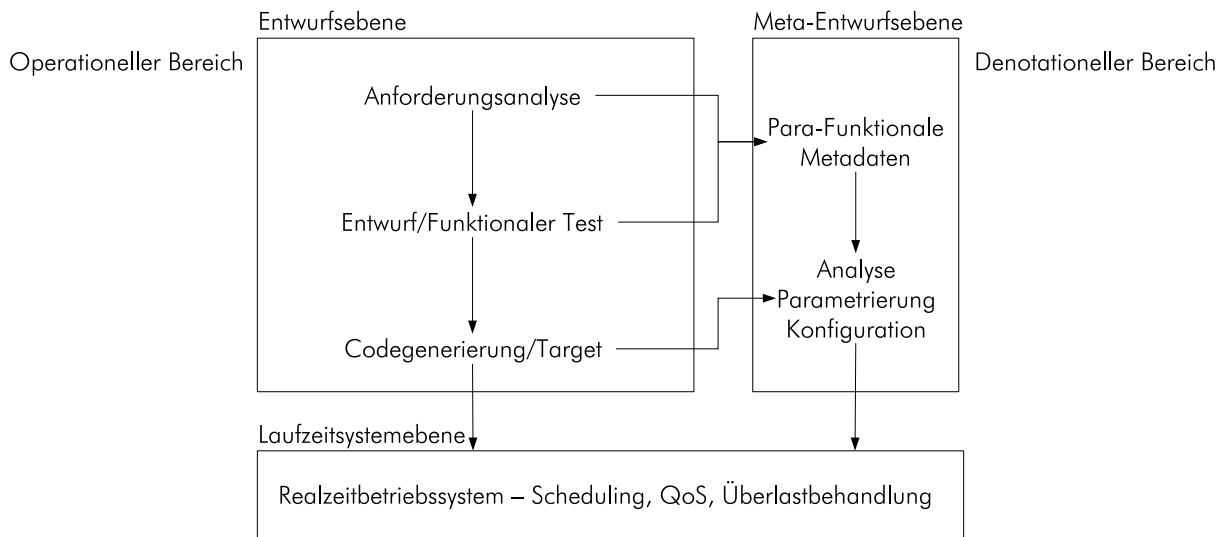 Entwurfsebene
Meta-Entwurfsebene
Operationeller Bereich
Denotationeller Bereich
Anforderungsanalyse
Para-Funktionale
Metadaten
Entwurf/Funktionaler Test
Analyse
Parametrierung
Konfiguration
Codegenerierung/Target
Laufzeitsystemebene
Realzeitbetriebssystem – Scheduling, QoS, Überlastbehandlung